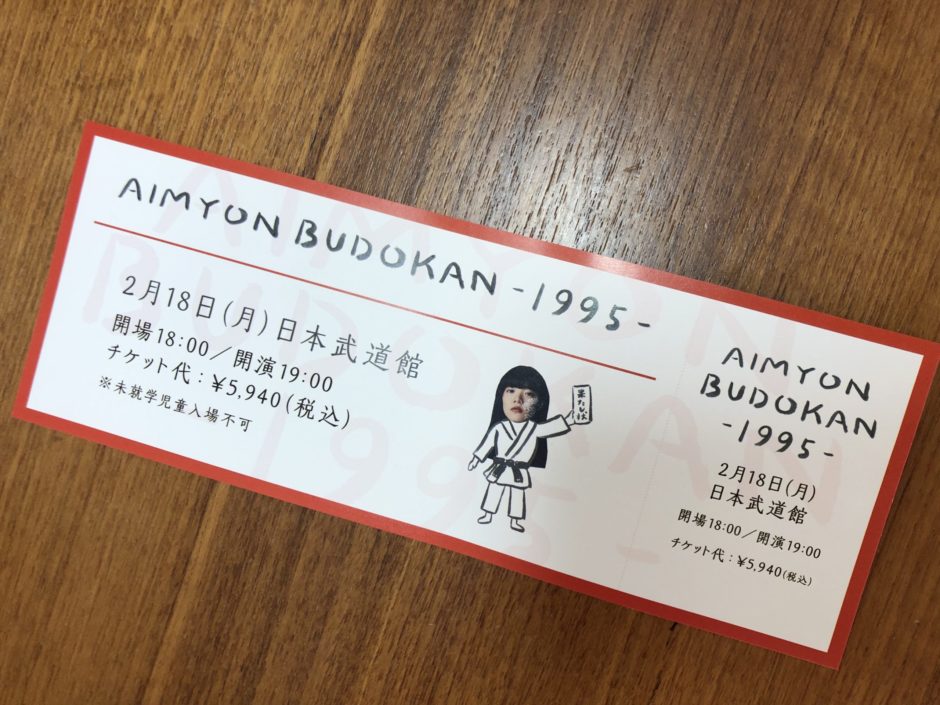 AIMYON BUDOKAN -1995-
2月18日(月)日本武道館
開場18:00／開演19:00
チケット代：¥5,940(税込)
※未就学児童入場不可
AIMYON
BUDOKAN
-1995-
2月18日(月)
日本武道館
開場18:00／開演19:00
チケット代：¥5,940(税込)
AIMYON
BUDOKAN
-1995-